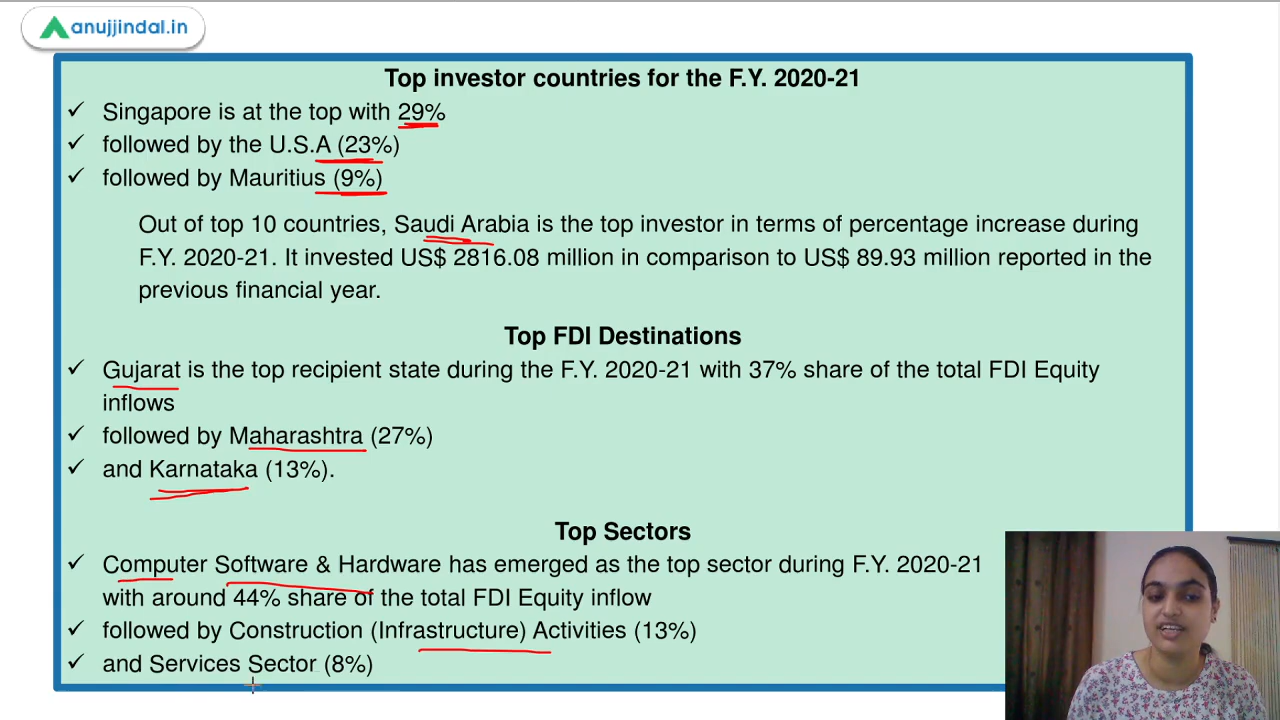 anujjindal.in
Top investor countries for the F.Y. 2020-21
✓ Singapore is at the top with 29%
✓ followed by the U.S.A (23%)
✓ followed by Mauritius (9%)
Out of top 10 countries, Saudi Arabia is the top investor in terms of percentage increase during
F.Y. 2020-21. It invested US$ 2816.08 million in comparison to US$ 89.93 million reported in the
previous financial year.
Top FDI Destinations
✓ Gujarat is the top recipient state during the F.Y. 2020-21 with 37% share of the total FDI Equity
inflows
✓ followed by Maharashtra (27%)
✓ and Karnataka (13%).
Top Sectors
✓ Computer Software & Hardware has emerged as the top sector during F.Y. 2020-21
with around 44% share of the total FDI Equity inflow
✓ followed by Construction (Infrastructure) Activities (13%)
✓ and Services Sector (8%)